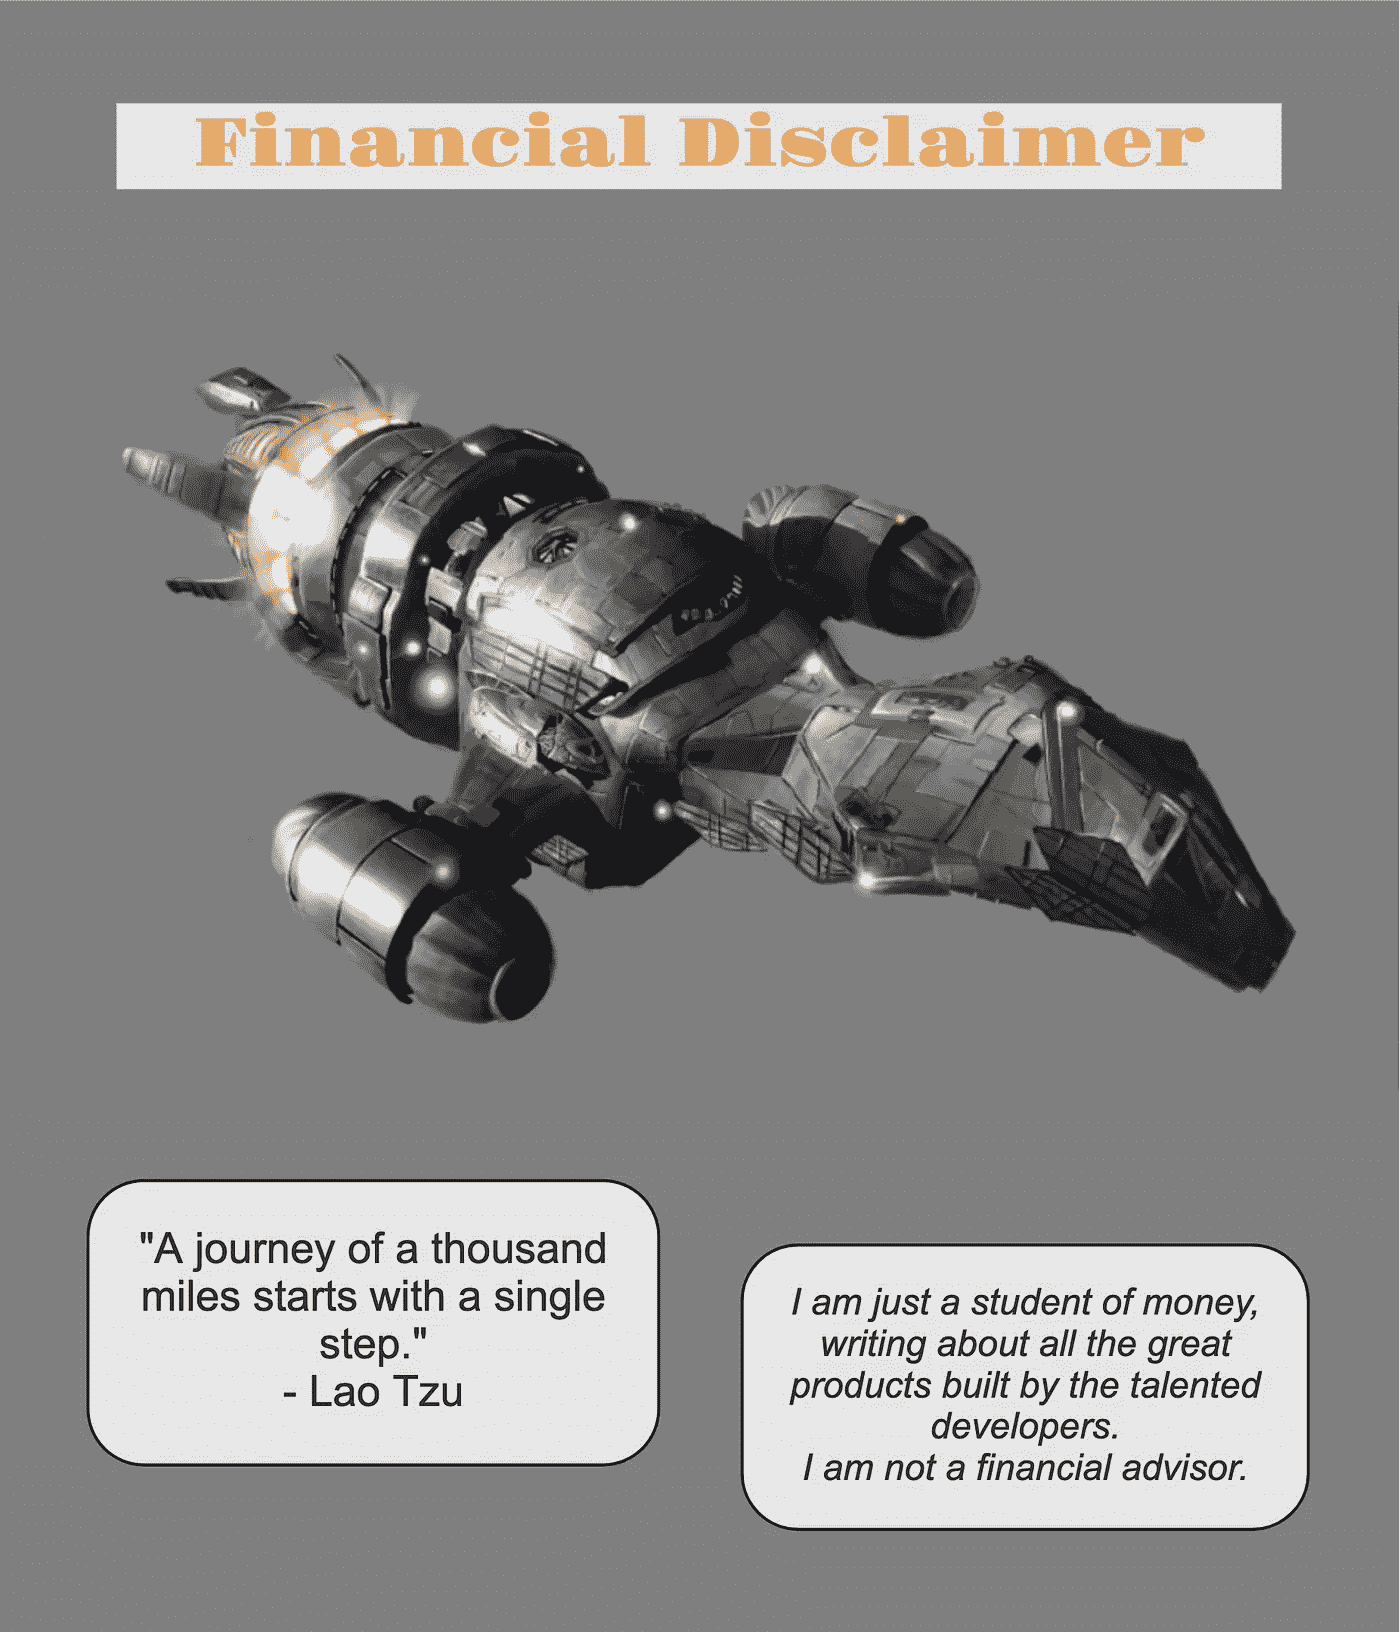 Financial Disclaimer
"A journey of a thousand
miles starts with a single
step."
- Lao Tzu
I am just a student of money,
writing about all the great
products built by the talented
developers.
I am not a financial advisor.